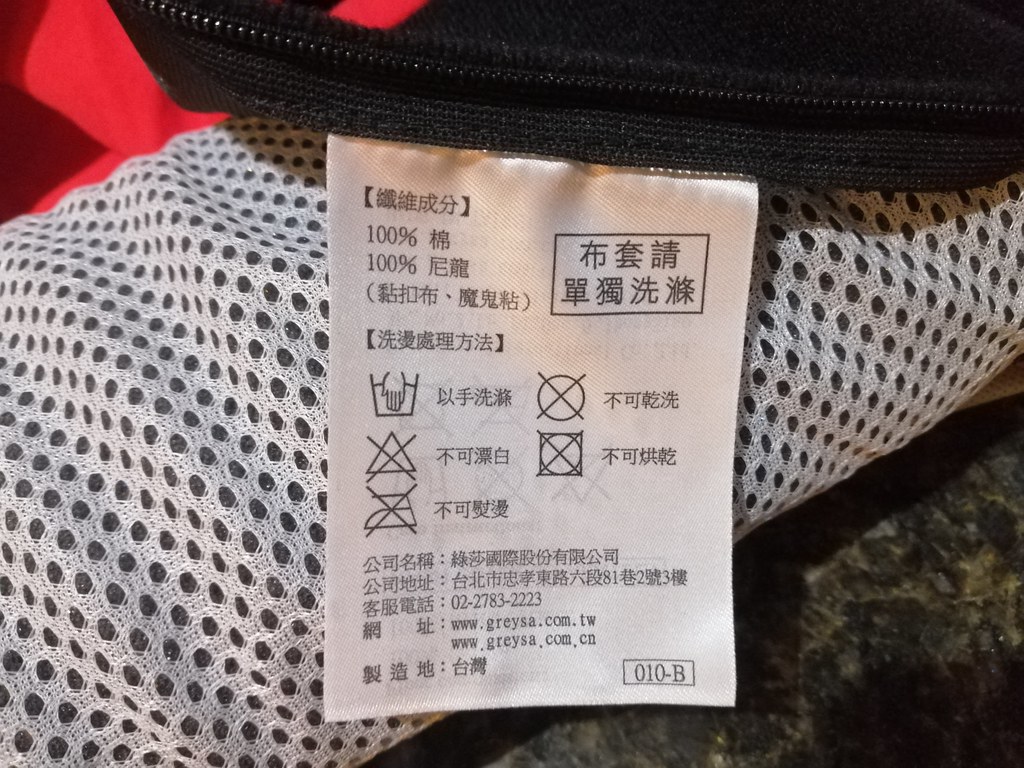 【纖維成分】
100% 棉
100% 尼龍
(黏扣布、魔鬼粘)
布套請
單獨洗滌
【洗燙處理方法】
以手洗滌
不可乾洗
不可漂白
不可烘乾
不可熨燙
公司名稱：綠莎國際股份有限公司
公司地址：台北市忠孝東路六段81巷2號3樓
客服電話：02-2783-2223
網 址：www.greysa.com.tw
www.greysa.com.cn
製造地：台灣
010-B